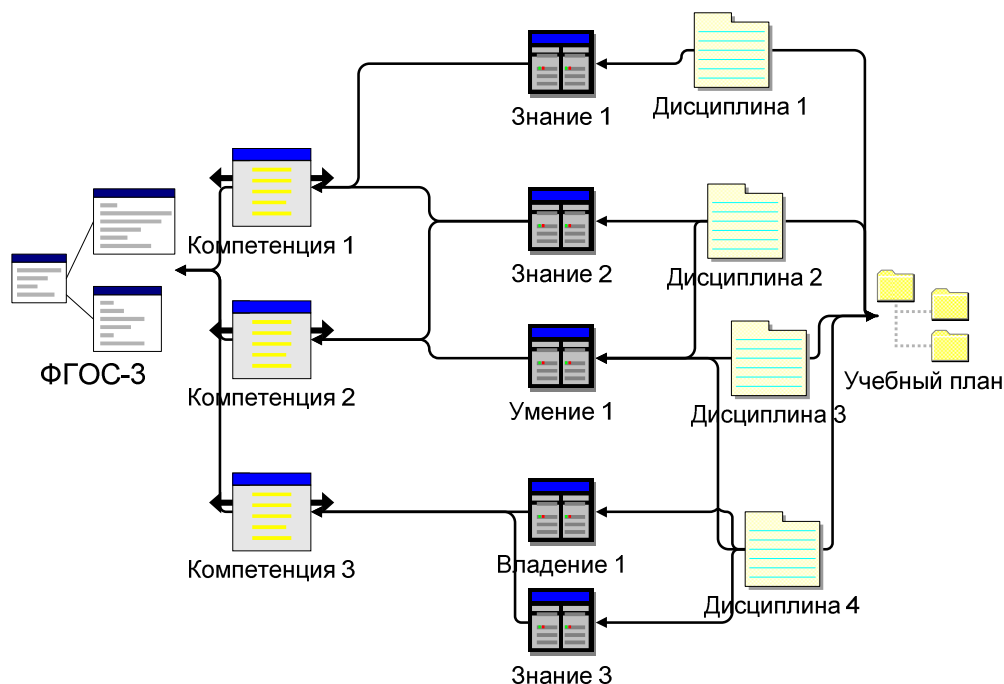 Знание 1
Дисциплина 1
Компетенция 1
Знание 2
Дисциплина 2
ФГОС-3
Компетенция 2
Умение 1
Дисциплина 3
Учебный план
Компетенция 3
Владение 1
Дисциплина 4
Знание 3